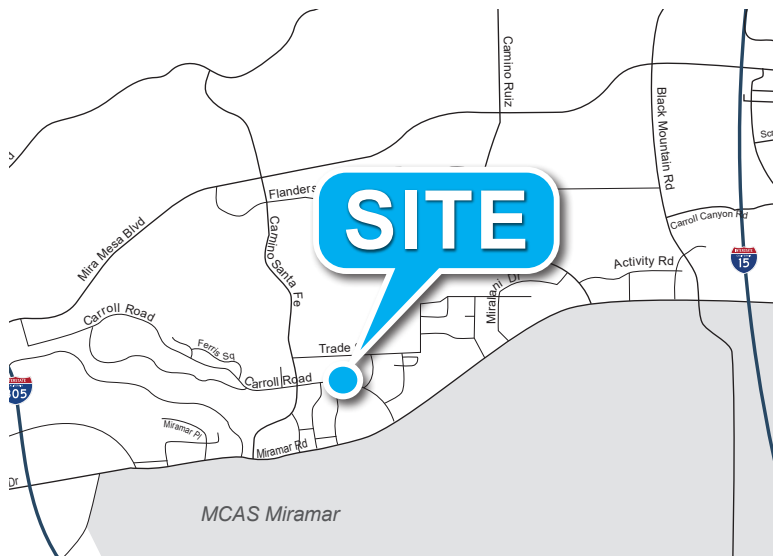 Camino Ruiz
Black Mountain Rd
Flanders
SITE
Mira Mesa Blvd
Camino Santa Fe
Carroll Canyon Rd
Activity Rd
INTERSTATE
15
Miralani Dr
Carroll Road
Ferris Sq
Trade
Carroll Road
Miramar Pl
Miramar Rd
Dr
MCAS Miramar